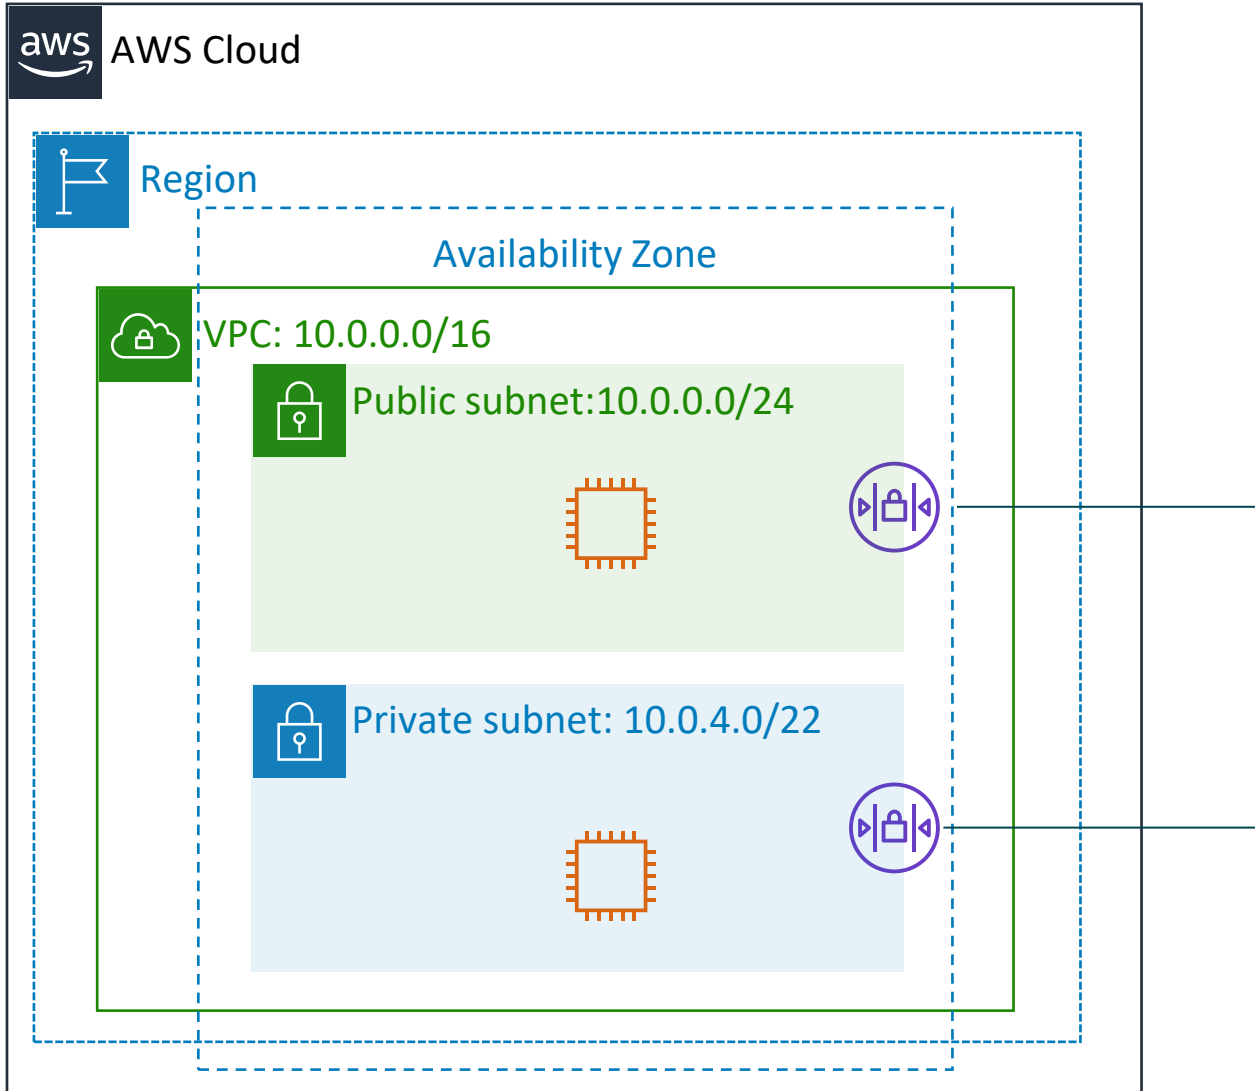 aws
AWS Cloud
Region
Availability Zone
VPC: 10.0.0.0/16
Public subnet:10.0.0.0/24
Private subnet: 10.0.4.0/22